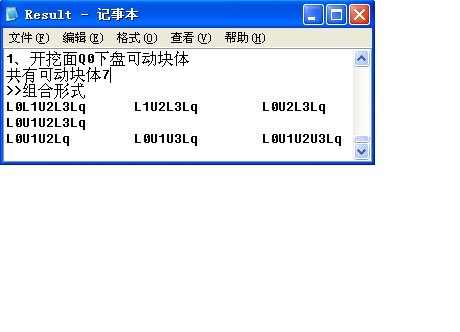 Result - 记事本
文件(F) 编辑(E) 格式(O) 查看(V) 帮助(H)
1、开挖面Q0下盘可动块体
共有可动块体7
>>组合形式
L0L1U2L3Lq L1U2L3Lq L0U2L3Lq
L0U1U2L3Lq
L0U1U2Lq L0U1U3Lq L0U1U2U3Lq